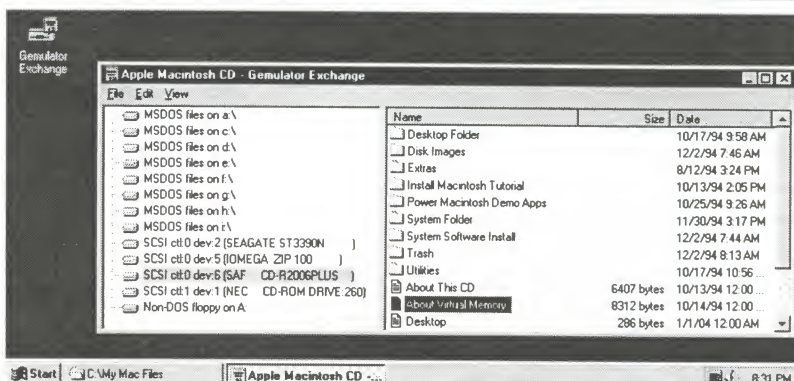 Gemulator
Exchange
Apple Macintosh CD - Gemulator Exchange
File Edit View
MSDOS files on a:\
MSDOS files on c:\
MSDOS files on d:\
MSDOS files on e:\
MSDOS files on f:\
MSDOS files on g:\
MSDOS files on h:\
MSDOS files on i:\
SCSI ctl:0 dev:2 (SEAGATE ST3390N )
SCSI ctl:0 dev:5 (IOMEGA ZIP 100 )
SCSI ctl:0 dev:6 (SAF CD-R2006PLUS )
SCSI ctl:1 dev:1 (NEC CD-ROM DRIVE:260)
Non-DOS floppy on A:
Name Size Date
Desktop Folder 10/17/94 9:58 AM
Disk Images 12/2/94 7:46 AM
Extras 8/12/94 3:24 PM
Install Macintosh Tutorial 10/13/94 2:05 PM
Power Macintosh Demo Apps 10/25/94 9:26 AM
System Folder 11/30/94 3:17 PM
System Software Install 12/2/94 7:44 AM
Trash 12/2/94 8:13 AM
Utilities 10/17/94 10:56 ...
About This CD 6407 bytes 10/13/94 12:00 ...
About Virtual Memory 8312 bytes 10/14/94 12:00 ...
Desktop 286 bytes 1/1/04 12:00 AM
Start C:\My Mac Files Apple Macintosh CD -... 8:31 PM